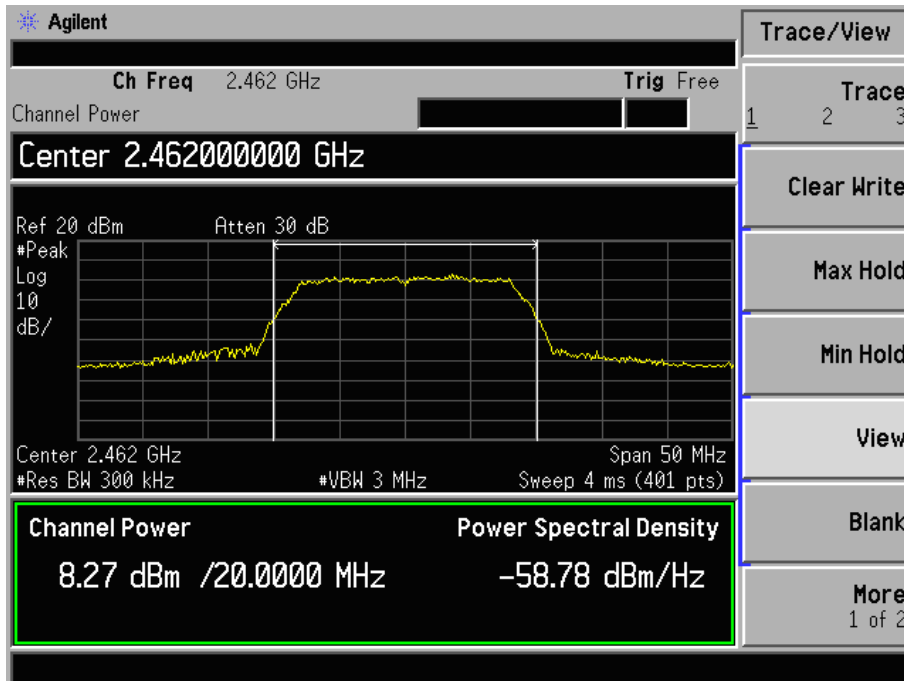 Agilent
Trace/View
Ch Freq 2.462 GHz Trig Free
Channel Power
Trace
1 2 3
Center 2.462000000 GHz
Clear Write
Ref 20 dBm Atten 30 dB
#Peak
Log
10
dB/
Max Hold
Min Hold
View
Center 2.462 GHz Span 50 MHz
#Res BW 300 kHz #VBW 3 MHz Sweep 4 ms (401 pts)
Channel Power Power Spectral Density
8.27 dBm /20.0000 MHz -58.78 dBm/Hz
Blank
More
1 of 2